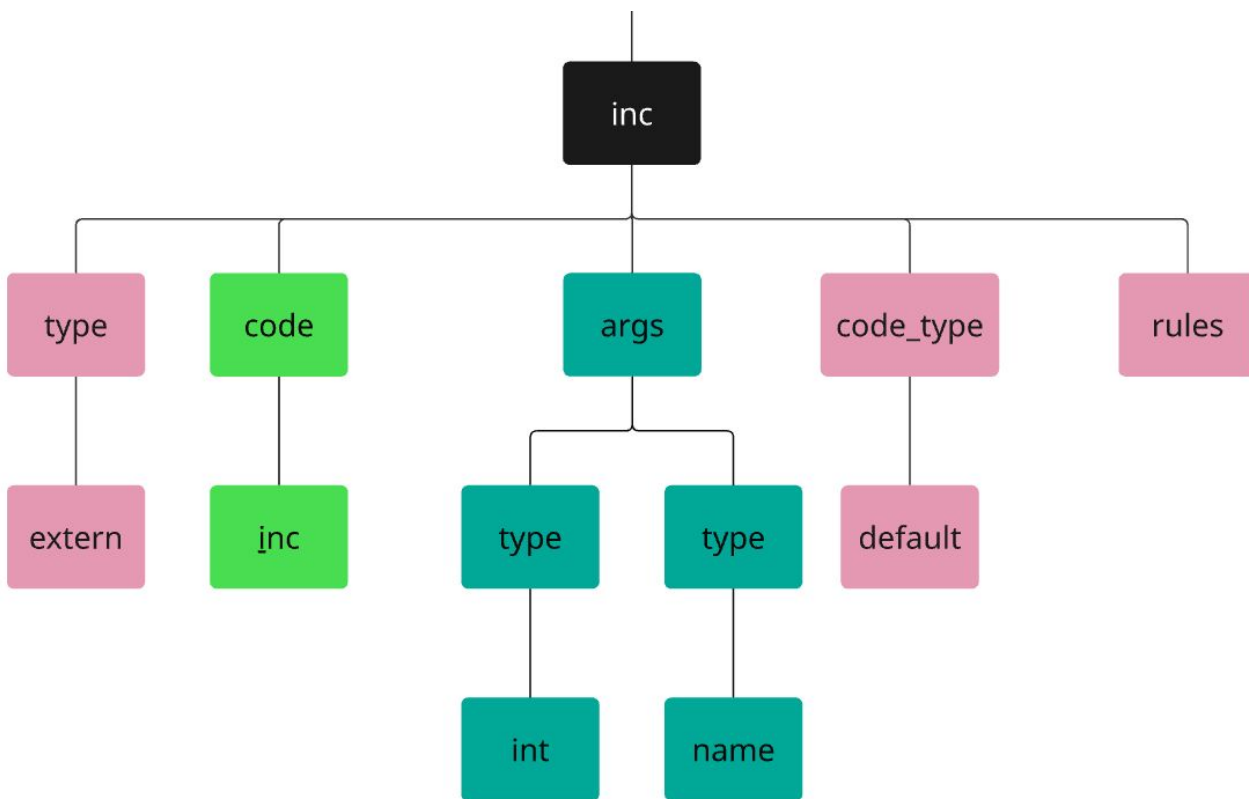 inc
type
code
args
code_type
rules
extern
inc
type
type
default
int
name